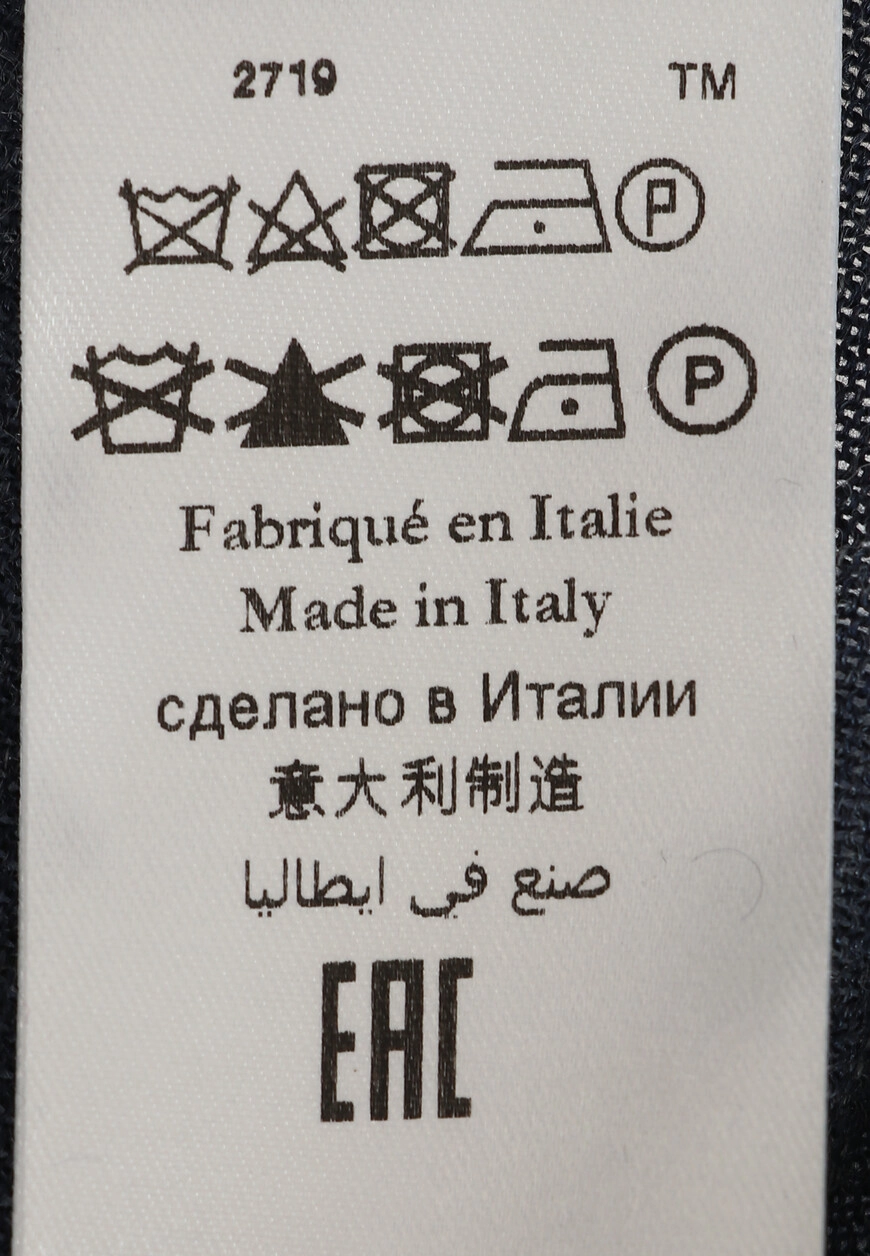 2719 TM
P
P
Fabriqué en Italie
Made in Italy
сделано в Италии
意大利制造
صنع في ايطاليا
EAC